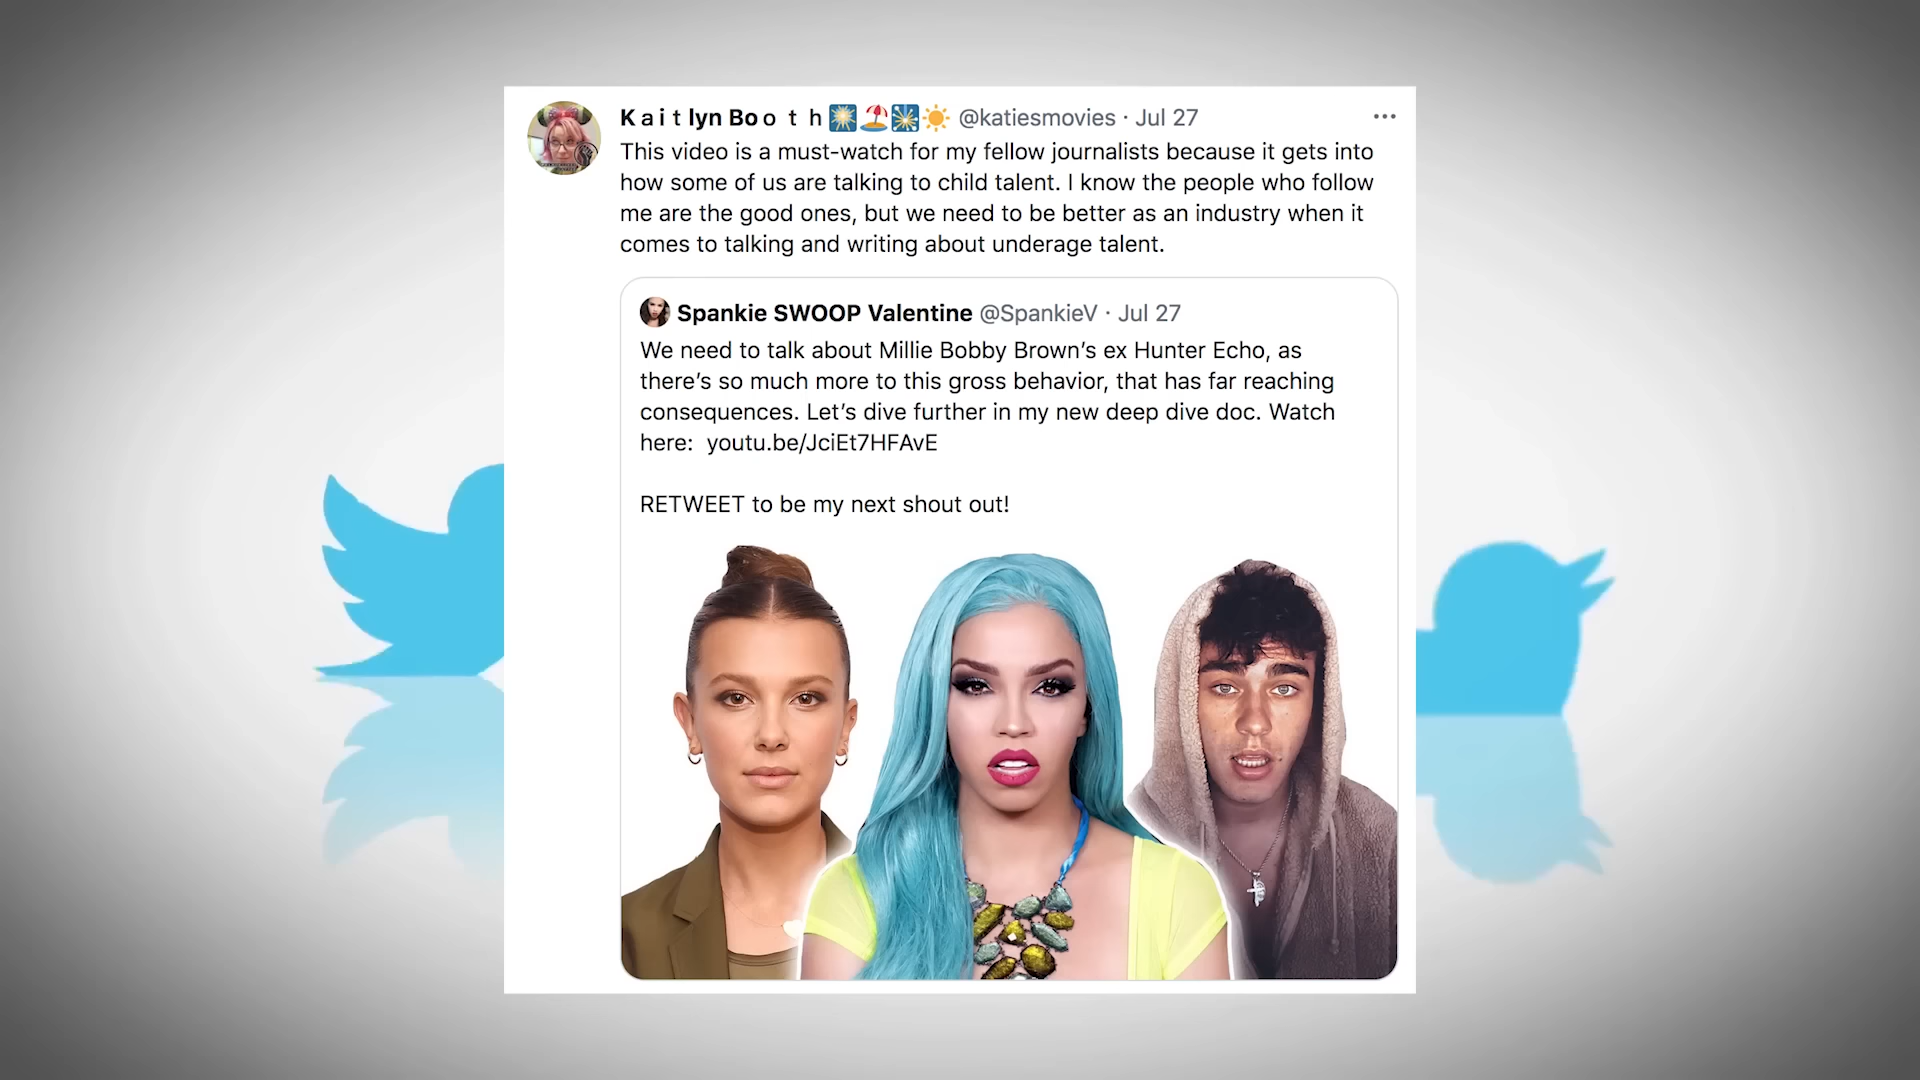 Kaitlyn Booth🎇⛱️🎆☀️ @katiesmovies · Jul 27
This video is a must-watch for my fellow journalists because it gets into
how some of us are talking to child talent. I know the people who follow
me are the good ones, but we need to be better as an industry when it
comes to talking and writing about underage talent.
Spankie SWOOP Valentine @SpankieV · Jul 27
We need to talk about Millie Bobby Brown’s ex Hunter Echo, as
there’s so much more to this gross behavior, that has far reaching
consequences. Let’s dive further in my new deep dive doc. Watch
here: youtu.be/JciEt7HFAvE
RETWEET to be my next shout out!